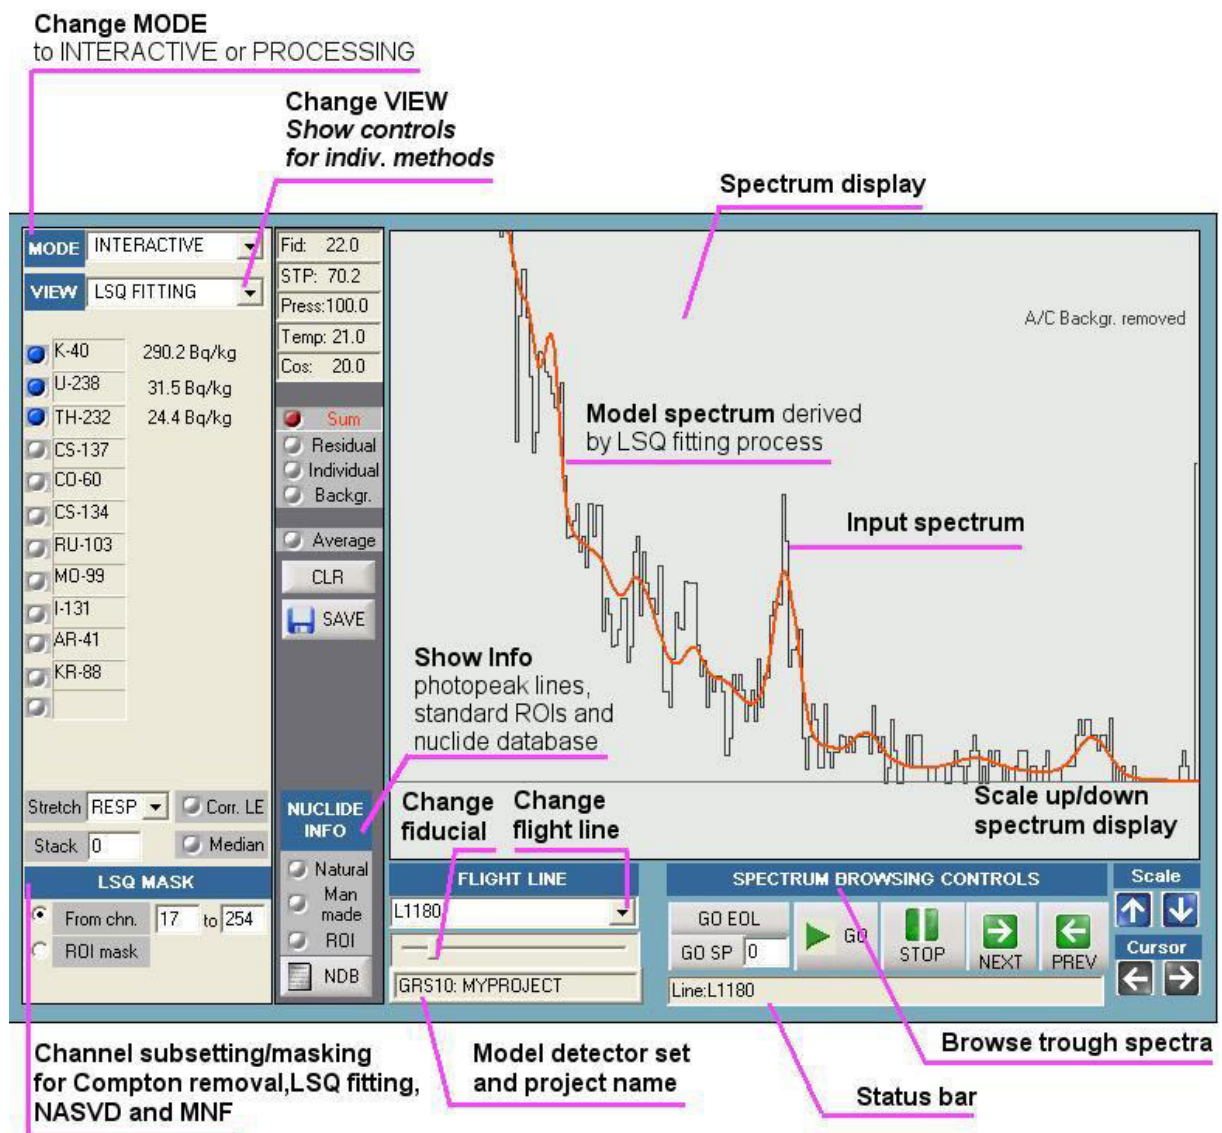 Change MODE
to INTERACTIVE or PROCESSING
Change VIEW
Show controls
for indiv. methods
Spectrum display
MODE INTERACTIVE
VIEW LSQ FITTING
K-40 290.2 Bq/kg
U-238 31.5 Bq/kg
TH-232 24.4 Bq/kg
CS-137
CO-60
CS-134
RU-103
MO-99
I-131
AR-41
KR-88
Stretch RESP Corr. LE
Stack 0 Median
LSQ MASK
From chn. 17 to 254
ROI mask
Fid: 22.0
STP: 70.2
Press:100.0
Temp: 21.0
Cos: 20.0
Sum
Residual
Individual
Backgr.
Average
CLR
SAVE
NUCLIDE
INFO
Natural
Man
made
ROI
NDB
A/C Backgr. removed
Model spectrum derived
by LSQ fitting process
Input spectrum
Show Info
photopeak lines,
standard ROIs and
nuclide database
Change
fiducial
Change
flight line
Scale up/down
spectrum display
FLIGHT LINE
L1180
GRS10: MYPROJECT
SPECTRUM BROWSING CONTROLS
GO EOL
GO SP 0
GO
STOP
NEXT
PREV
Line:L1180
Scale
Cursor
Channel subsetting/masking
for Compton removal,LSQ fitting,
NASVD and MNF
Model detector set
and project name
Browse trough spectra
Status bar